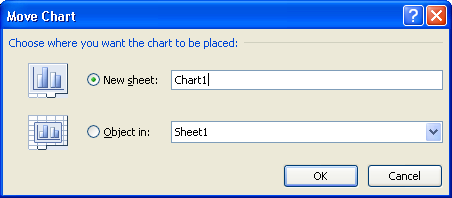 Move Chart
Choose where you want the chart to be placed:
New sheet: Chart1
Object in: Sheet1
OK Cancel